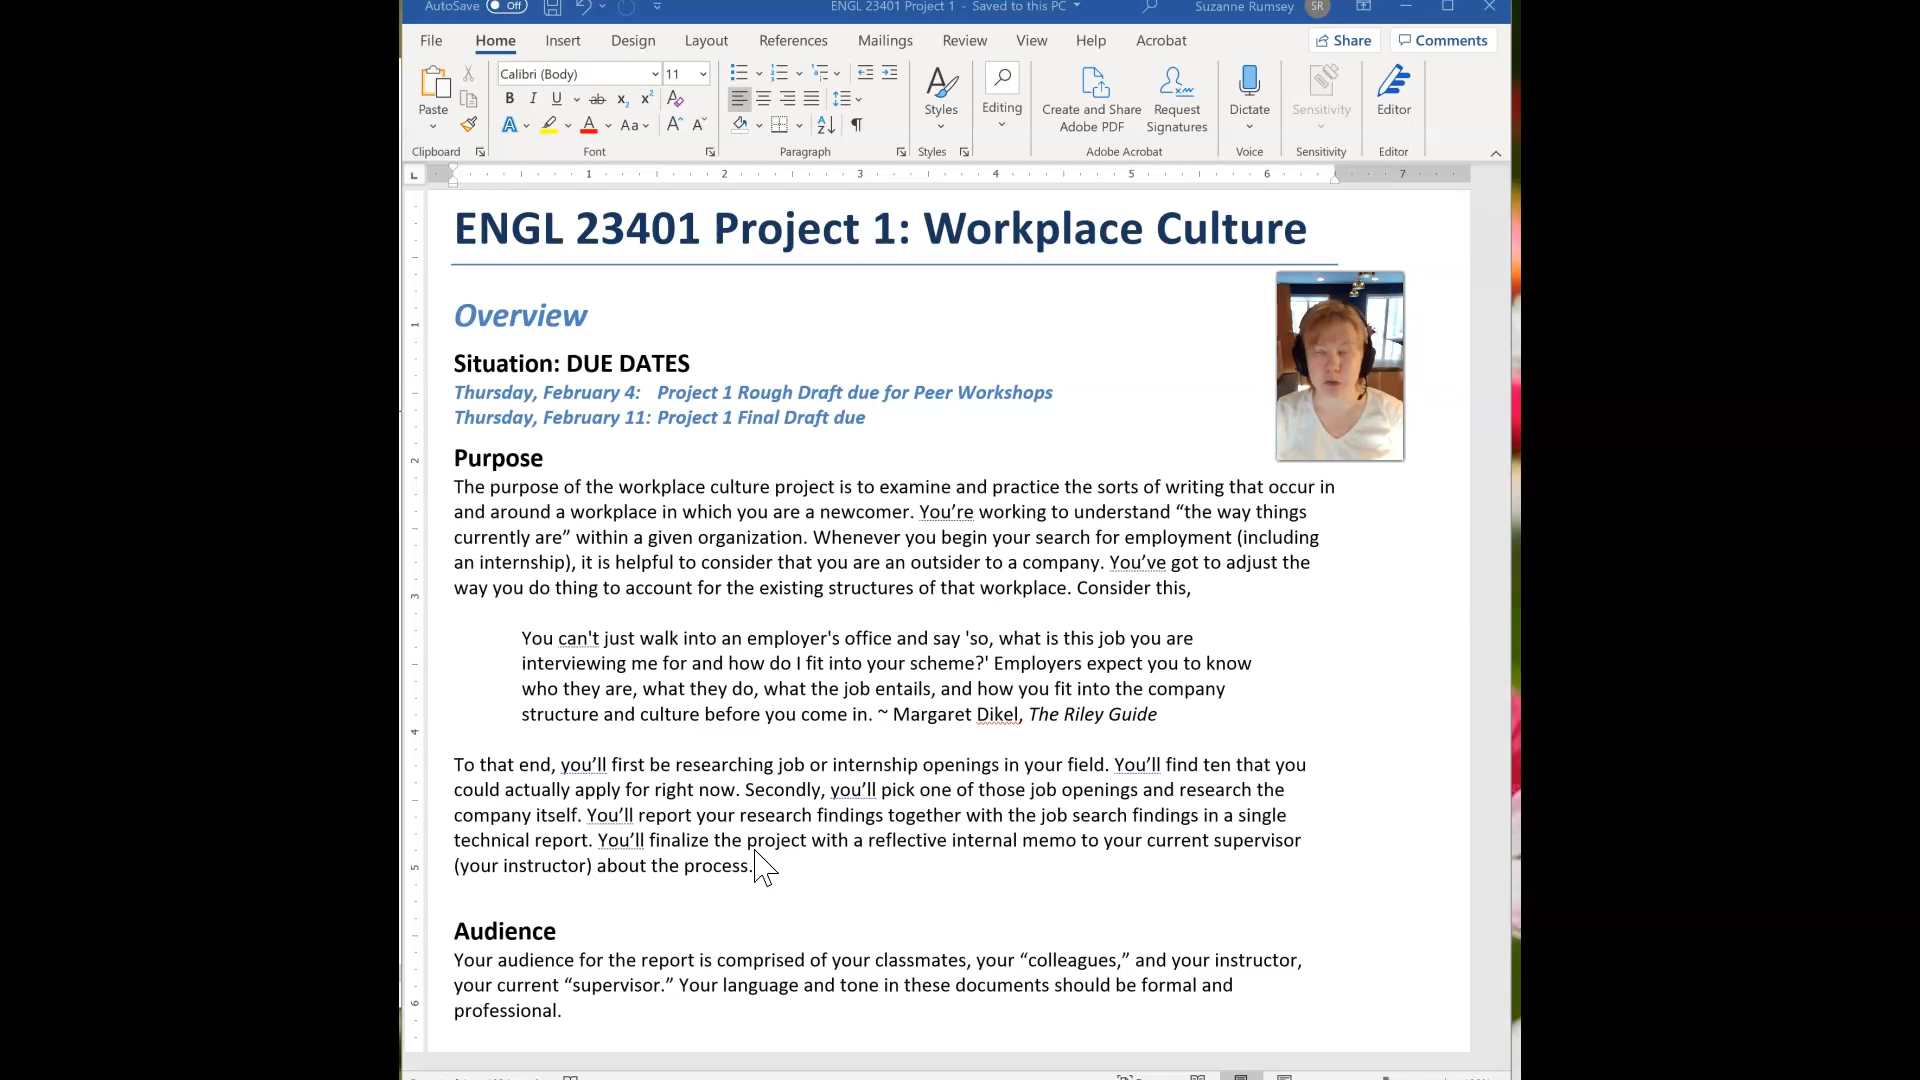 AutoSave Off ENGL 23401 Project 1 - Saved to this PC Suzanne Rumsey SR
File Home Insert Design Layout References Mailings Review View Help Acrobat Share Comments
Calibri (Body) 11
Paste Styles Editing Create and Share Adobe PDF Request Signatures Dictate Sensitivity Editor
Clipboard Font Paragraph Styles Adobe Acrobat Voice Sensitivity Editor
1 2 3 4 5 6 7
ENGL 23401 Project 1: Workplace Culture
Overview
Situation: DUE DATES
Thursday, February 4: Project 1 Rough Draft due for Peer Workshops
Thursday, February 11: Project 1 Final Draft due
Purpose
The purpose of the workplace culture project is to examine and practice the sorts of writing that occur in
and around a workplace in which you are a newcomer. You’re working to understand “the way things
currently are” within a given organization. Whenever you begin your search for employment (including
an internship), it is helpful to consider that you are an outsider to a company. You’ve got to adjust the
way you do thing to account for the existing structures of that workplace. Consider this,
You can't just walk into an employer's office and say 'so, what is this job you are
interviewing me for and how do I fit into your scheme?' Employers expect you to know
who they are, what they do, what the job entails, and how you fit into the company
structure and culture before you come in. ~ Margaret Dikel, The Riley Guide
To that end, you’ll first be researching job or internship openings in your field. You’ll find ten that you
could actually apply for right now. Secondly, you’ll pick one of those job openings and research the
company itself. You’ll report your research findings together with the job search findings in a single
technical report. You’ll finalize the project with a reflective internal memo to your current supervisor
(your instructor) about the process.
Audience
Your audience for the report is comprised of your classmates, your “colleagues,” and your instructor,
your current “supervisor.” Your language and tone in these documents should be formal and
professional.